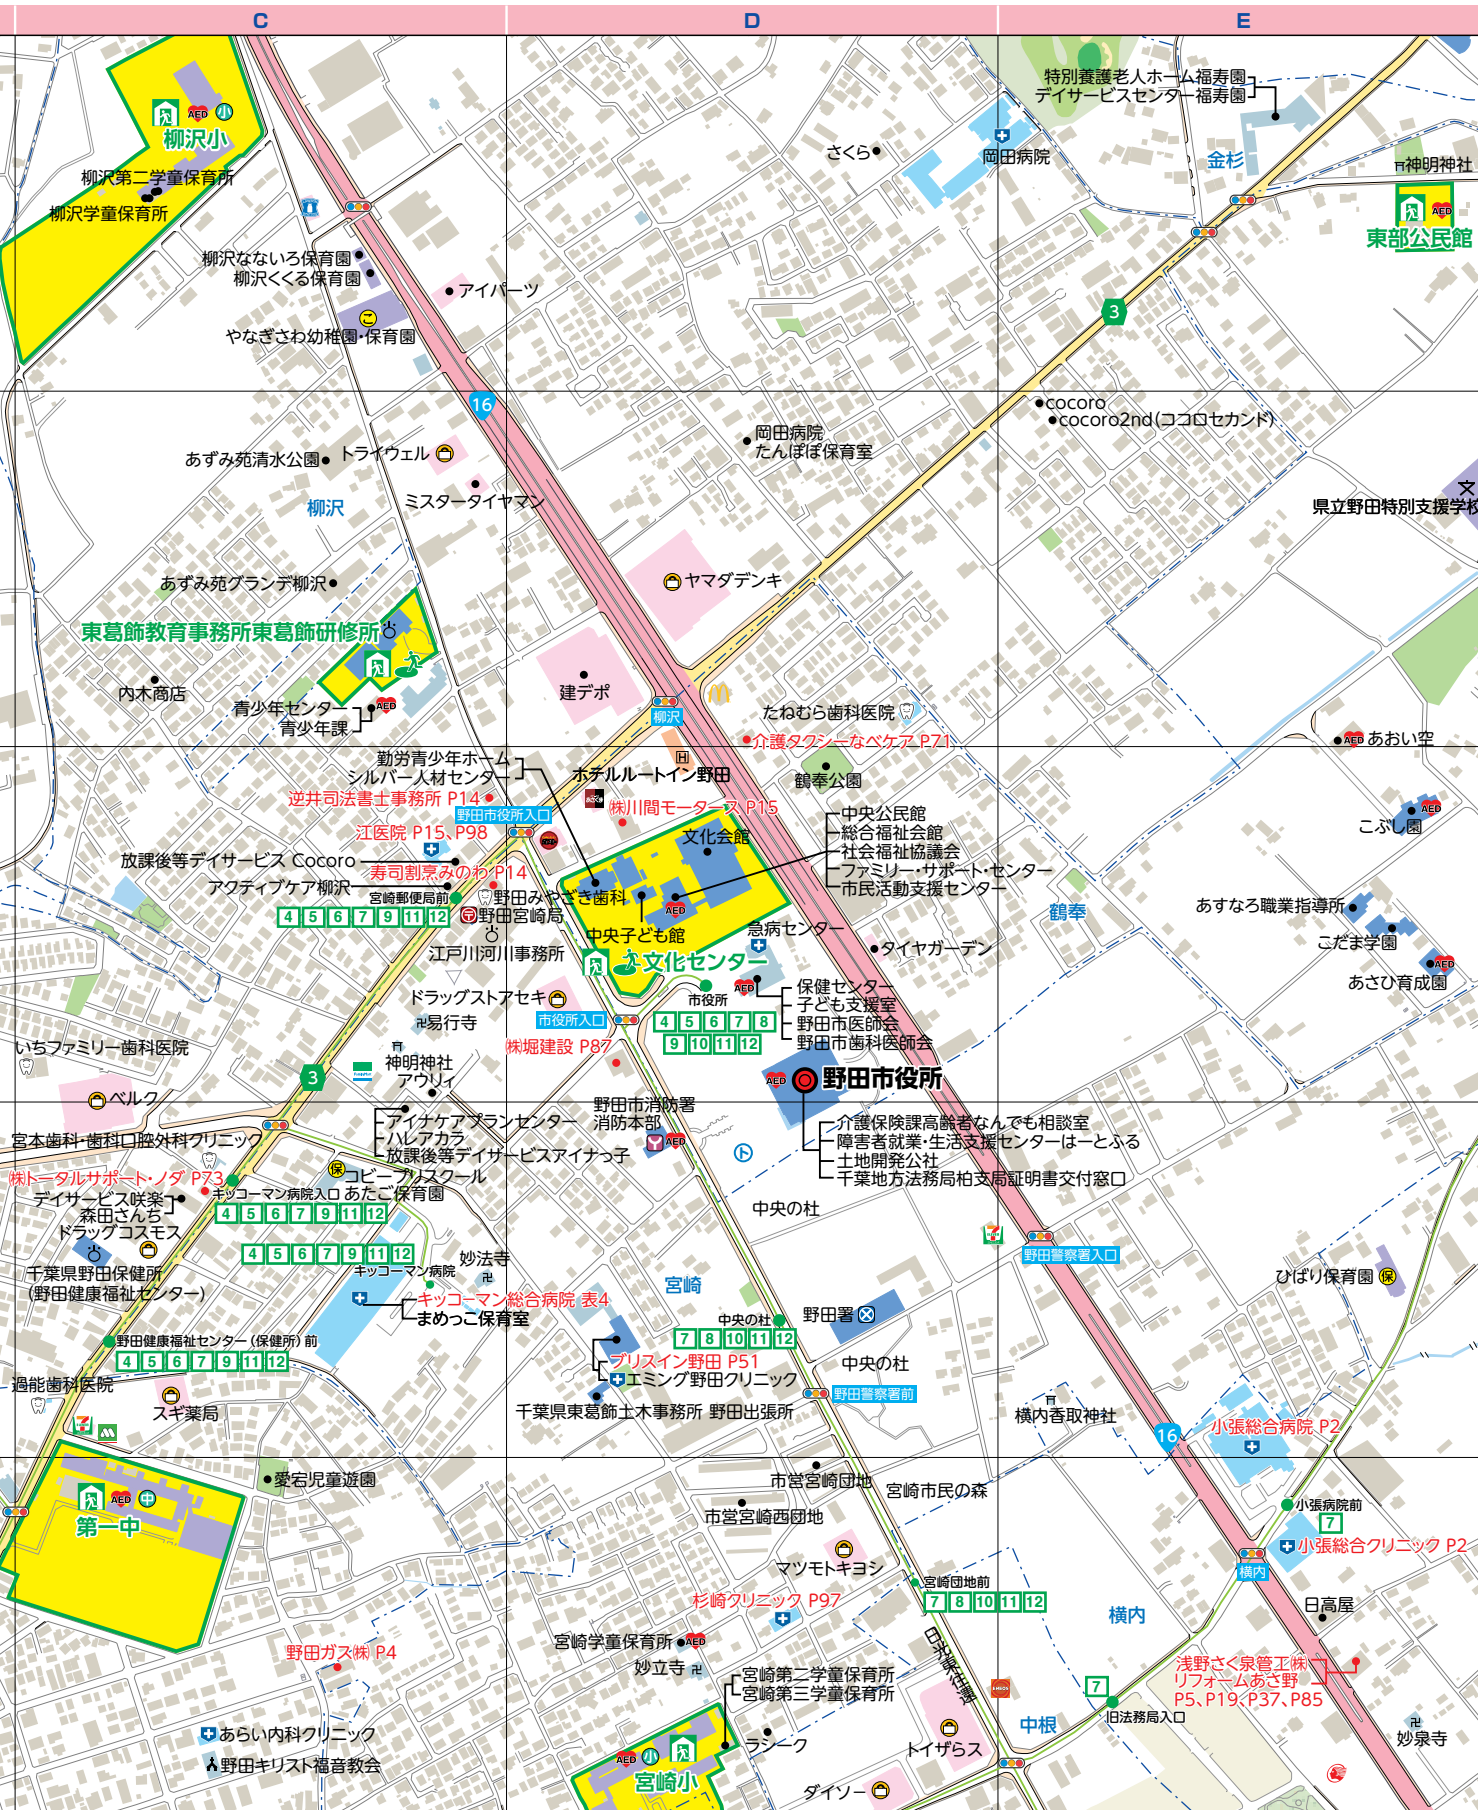 C
D
E
特別養護老人ホーム福寿園
デイサービスセンター福寿園
AED
小
柳沢小
さくら
岡田病院
金杉
神明神社
柳沢第二学童保育所
柳沢学童保育所
AED
東部公民館
柳沢なないろ保育園
柳沢くくる保育園
アイパーツ
こ
やなぎさわ幼稚園・保育園
3
16
cocoro
cocoro2nd(ココロセカンド)
岡田病院
たんぽぽ保育室
あずみ苑清水公園
トライウェル
ミスタータイヤマン
柳沢
文
県立野田特別支援学校
あずみ苑グランデ柳沢
ヤマダデンキ
東葛飾教育事務所東葛飾研修所
内木商店
建デポ
青少年センター
青少年課
AED
柳沢
たねむら歯科医院
介護タクシーなべケア P71
AED
あおい空
勤労青少年ホーム
シルバー人材センター
H
ホテルルートイン野田
鶴奉公園
逆井司法書士事務所 P14
野田市役所入口
㈱川間モータース P15
江医院 P15、P98
文化会館
中央公民館
総合福祉会館
社会福祉協議会
ファミリー・サポート・センター
市民活動支援センター
AED
こぶし園
放課後等デイサービス Cocoro
寿司割烹みのわ P14
アクティブケア柳沢
宮崎郵便局前
4 5 6 7 9 11 12
野田みやざき歯科
野田宮崎局
AED
中央子ども館
急病センター
鶴奉
あすなろ職業指導所
こだま学園
AED
あさひ育成園
江戸川河川事務所
文化センター
タイヤガーデン
ドラッグストアセキ
易行寺
市役所入口
市役所
4 5 6 7 8
9 10 11 12
AED
保健センター
子ども支援室
野田市医師会
野田市歯科医師会
いちファミリー歯科医院
神明神社
アウリィ
㈱堀建設 P87
3
AED
野田市役所
ベルク
アイナケアプランセンター
ハレアカラ
放課後等デイサービスアイナっ子
野田市消防署
消防本部
AED
ト
介護保険課高齢者なんでも相談室
障害者就業・生活支援センターはーとふる
土地開発公社
千葉地方法務局柏支局証明書交付窓口
宮本歯科・歯科口腔外科クリニック
㈱トータルサポート・ノダ P73
保
コビープリスクール
あたご保育園
キッコーマン病院入口
4 5 6 7 9 11 12
デイサービス咲楽
森田さんち
ドラッグコスモス
中央の杜
4 5 6 7 9 11 12
キッコーマン病院
妙法寺
野田警察署入口
千葉県野田保健所
(野田健康福祉センター)
キッコーマン総合病院 表4
まめっこ保育室
宮崎
ひばり保育園
保
野田健康福祉センター(保健所)前
4 5 6 7 9 11 12
中央の杜
7 8 10 11 12
野田署
ブリスイン野田 P51
エミング野田クリニック
千葉県東葛飾土木事務所 野田出張所
中央の杜
野田警察署前
過能歯科医院
スギ薬局
横内香取神社
16
小張総合病院 P2
愛宕児童遊園
市営宮崎団地
市営宮崎西団地
宮崎市民の森
小張病院前
7
小張総合クリニック P2
AED
中
第一中
マツモトキヨシ
横内
宮崎団地前
7 8 10 11 12
杉崎クリニック P97
横内
日高屋
野田ガス㈱ P4
宮崎学童保育所
AED
妙立寺
宮崎第二学童保育所
宮崎第三学童保育所
日光東往還
ENEOS
浅野さく泉管工㈱
リフォームあさ野
P5、P19、P37、P85
7
旧法務局入口
中根
妙泉寺
あらい内科クリニック
野田キリスト福音教会
ラシーク
トイザらス
AED
小
宮崎小
ダイソー